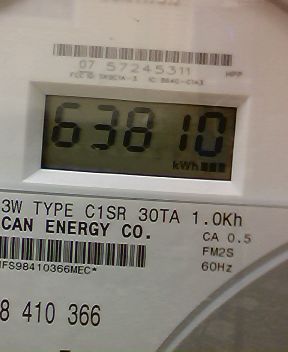 07 57245311 HPP
63810
kWh
3W TYPE C1SR 30TA 1.0Kh
CAN ENERGY CO. CA 0.5
FM2S
60Hz
8 410 366